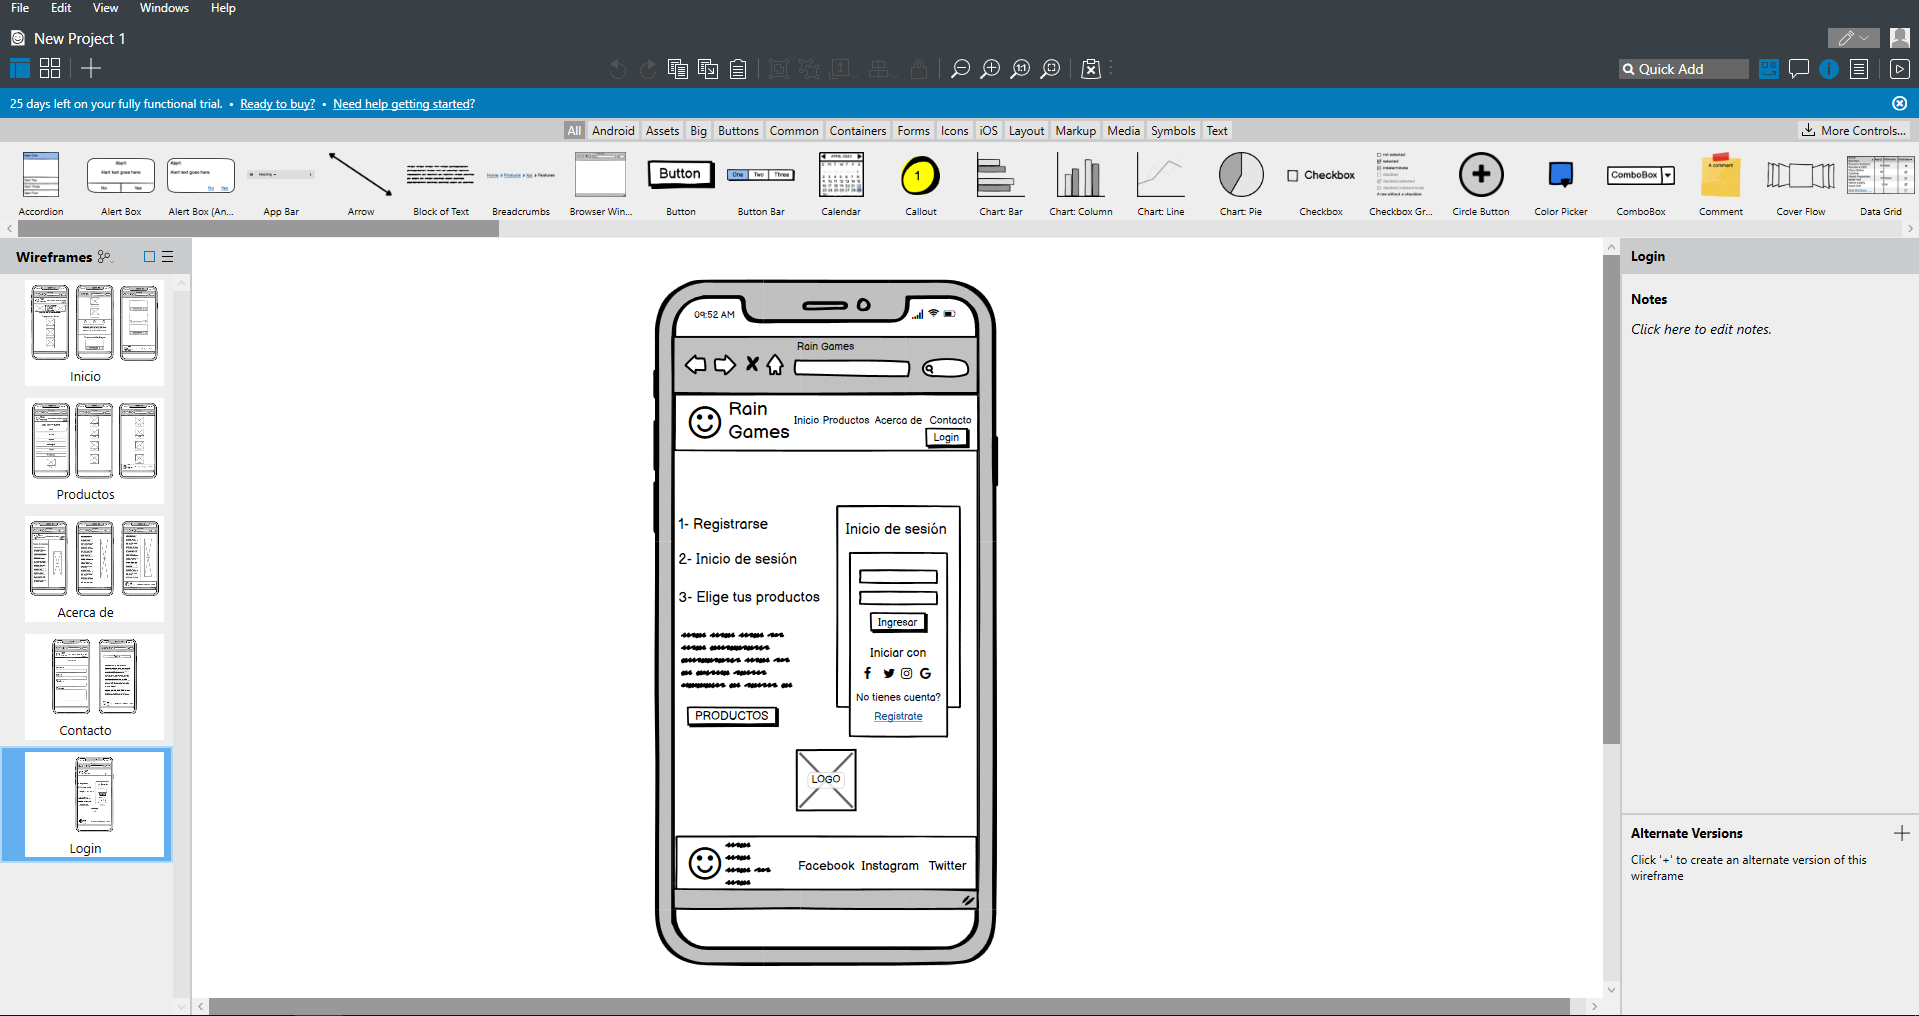 File Edit View Windows Help
New Project 1
Quick Add
25 days left on your fully functional trial. • Ready to buy? • Need help getting started?
All Android Assets Big Buttons Common Containers Forms Icons iOS Layout Markup Media Symbols Text
More Controls...
Button
ComboBox
Checkbox
1
Accordion Alert Box Alert Box (An... App Bar Arrow Block of Text Breadcrumbs Browser Win... Button Button Bar Calendar Callout Chart: Bar Chart: Column Chart: Line Chart: Pie Checkbox Checkbox Gr... Circle Button Color Picker ComboBox Comment Cover Flow Data Grid
Wireframes
Inicio
Productos
Acerca de
Contacto
Login
09:52 AM
Rain Games
Rain
Games
Inicio Productos Acerca de Contacto
Login
1- Registrarse
2- Inicio de sesión
3- Elige tus productos
PRODUCTOS
Inicio de sesión
Ingresar
Iniciar con
No tienes cuenta?
Registrate
LOGO
Facebook Instagram Twitter
Login
Notes
Click here to edit notes.
Alternate Versions
Click '+' to create an alternate version of this
wireframe